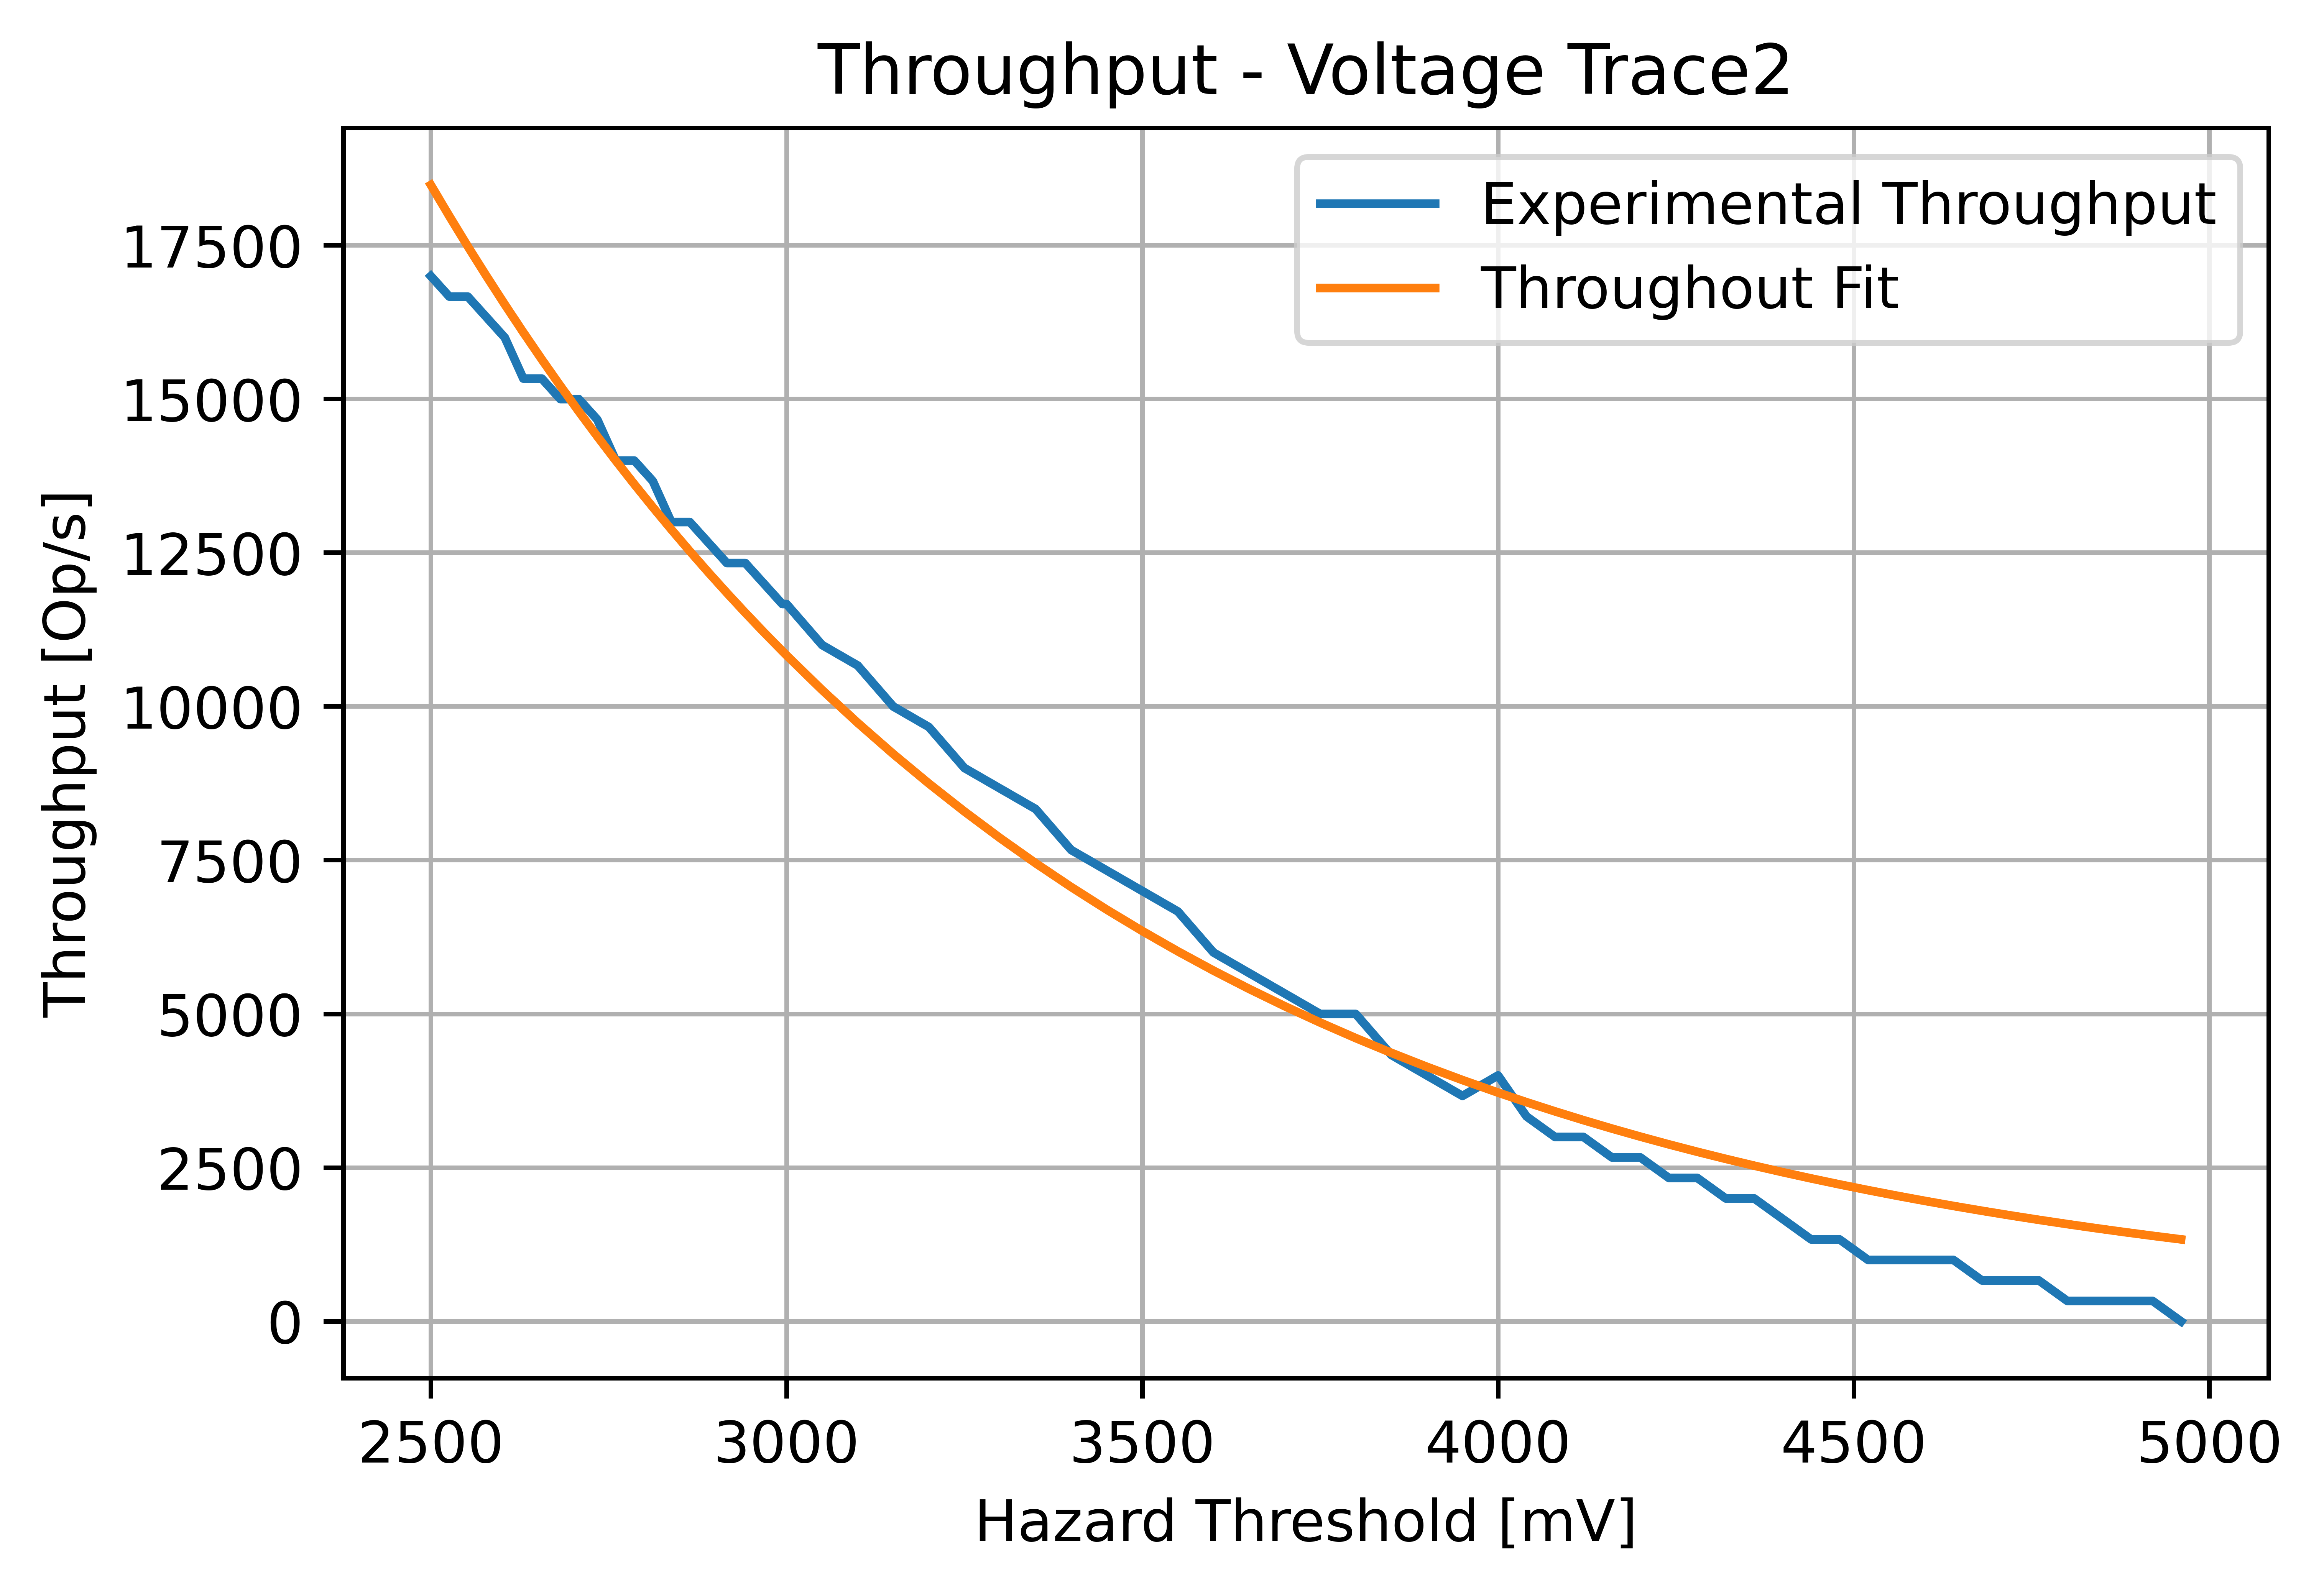 Throughput - Voltage Trace2
Experimental Throughput
Throughout Fit
Throughput [Op/s]
17500
15000
12500
10000
7500
5000
2500
0
2500 3000 3500 4000 4500 5000
Hazard Threshold [mV]